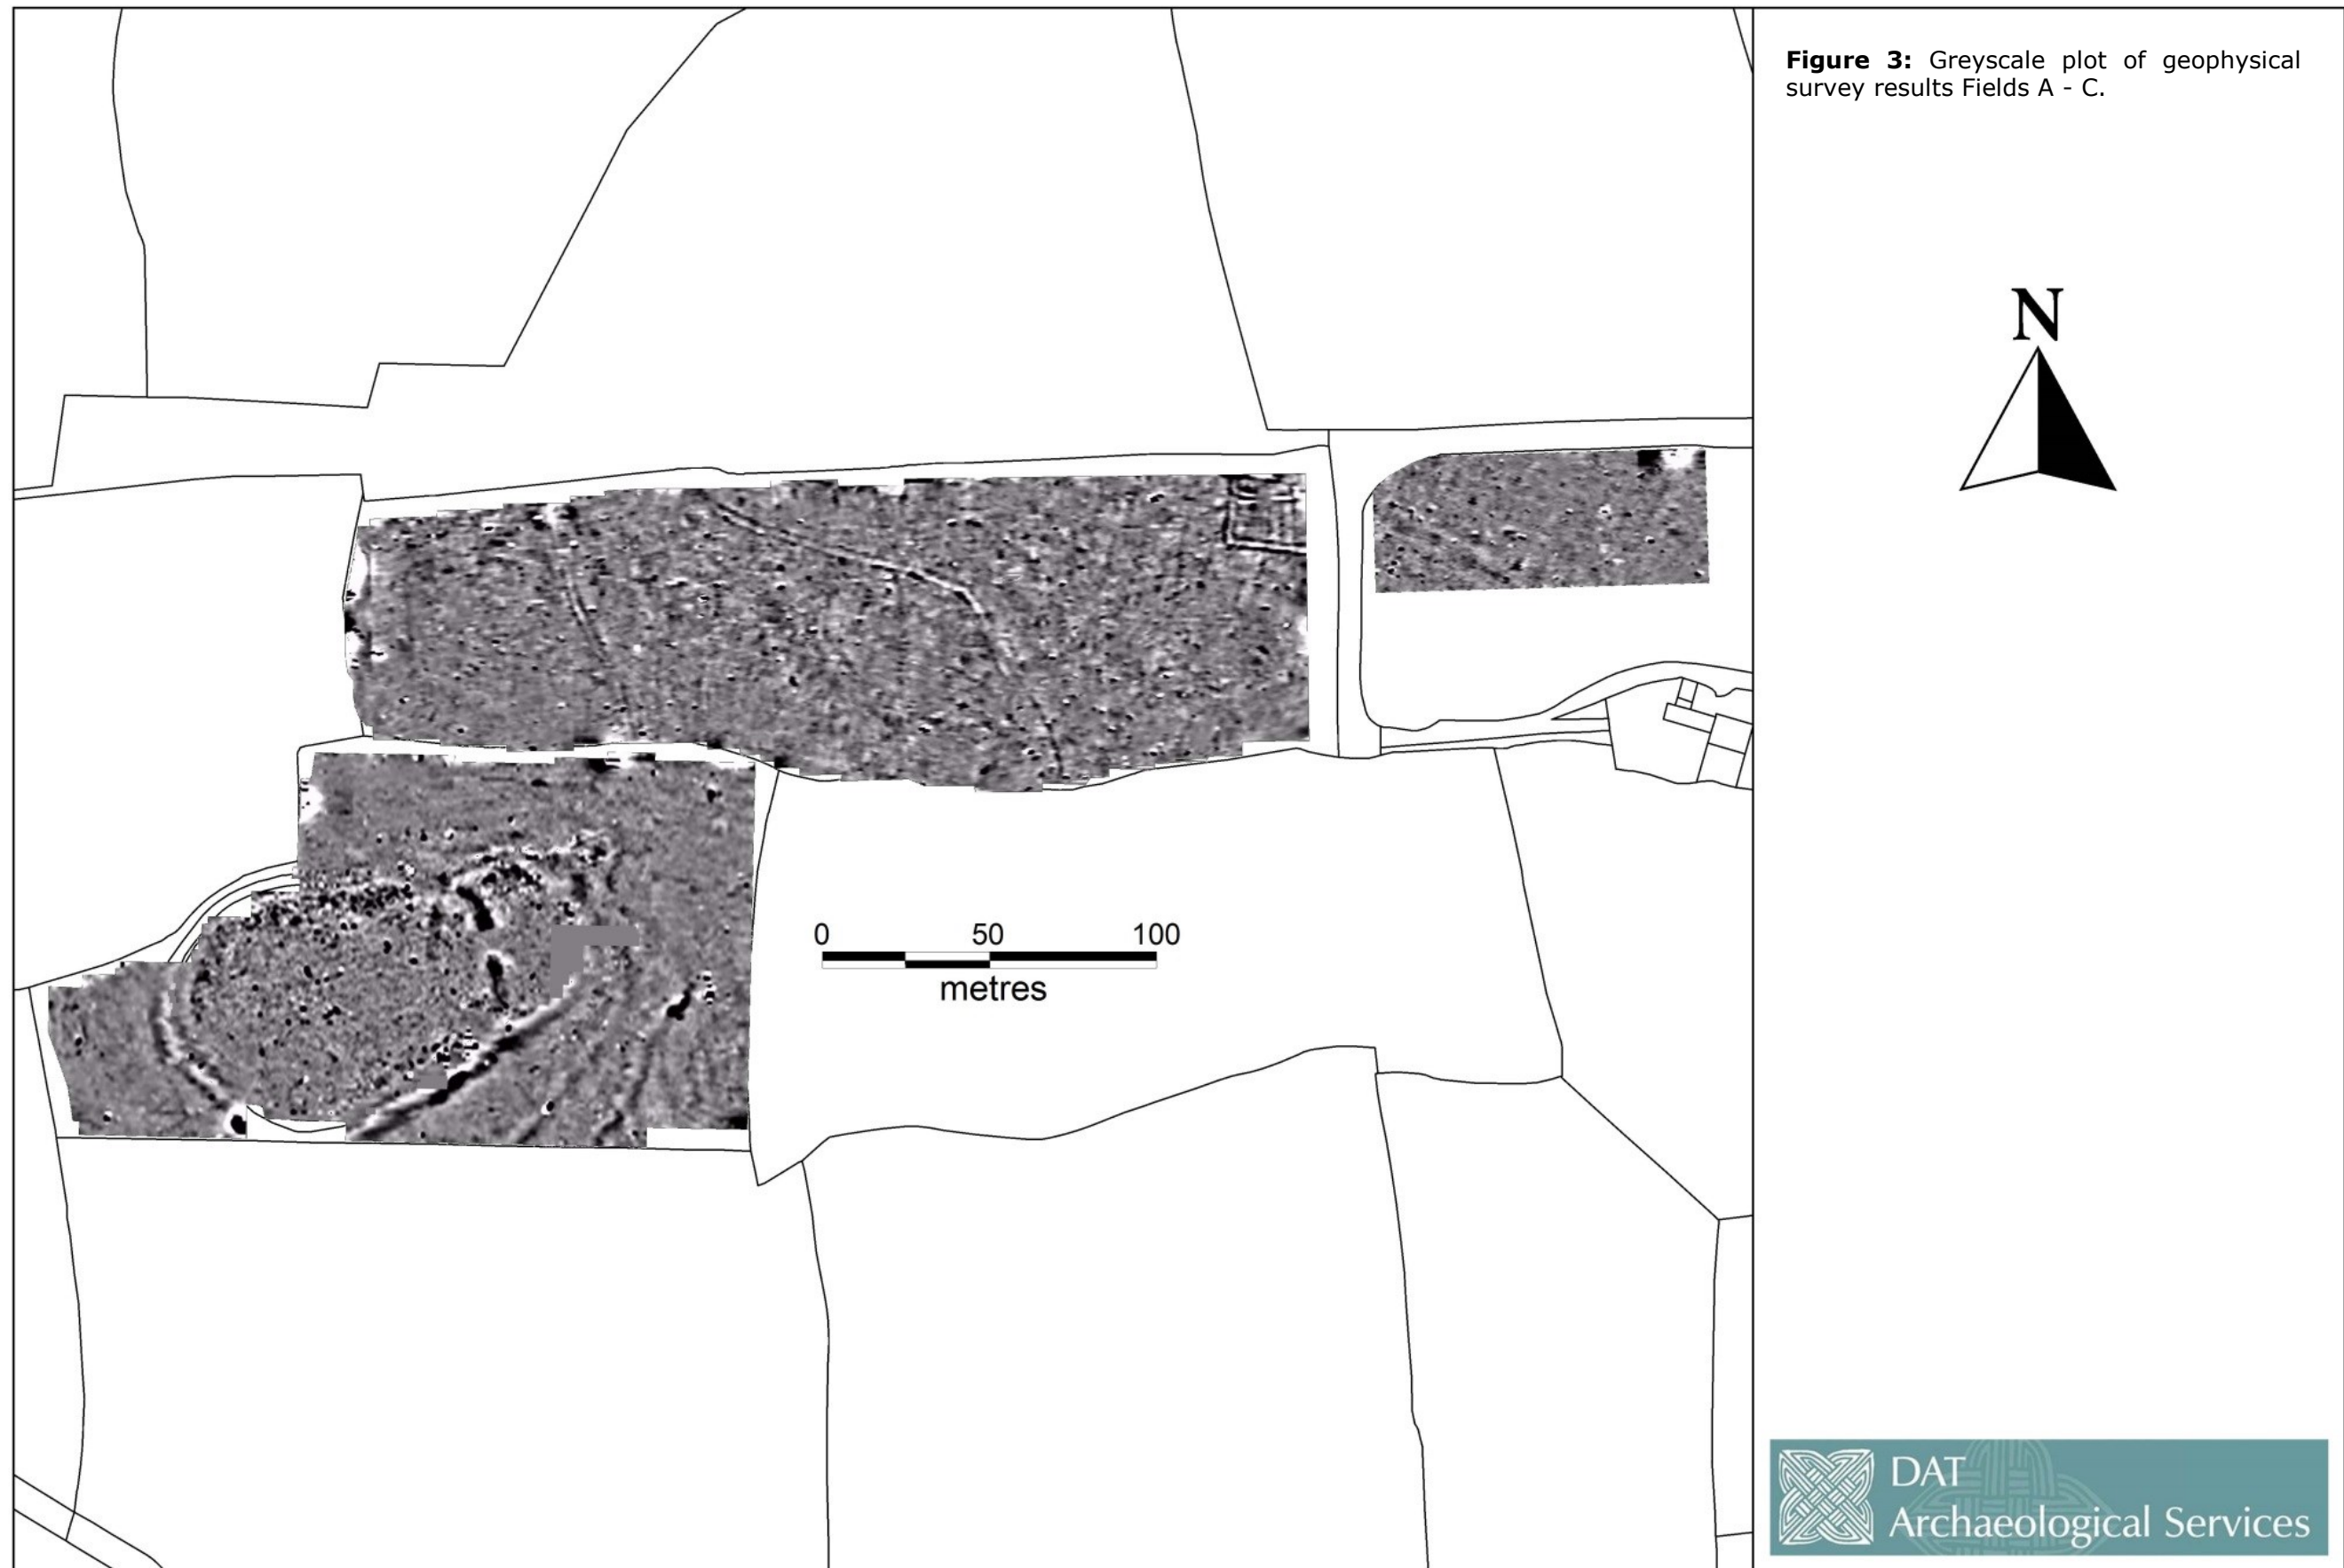 Figure 3: Greyscale plot of geophysical
survey results Fields A - C.
N
0 50 100
metres
DAT
Archaeological Services